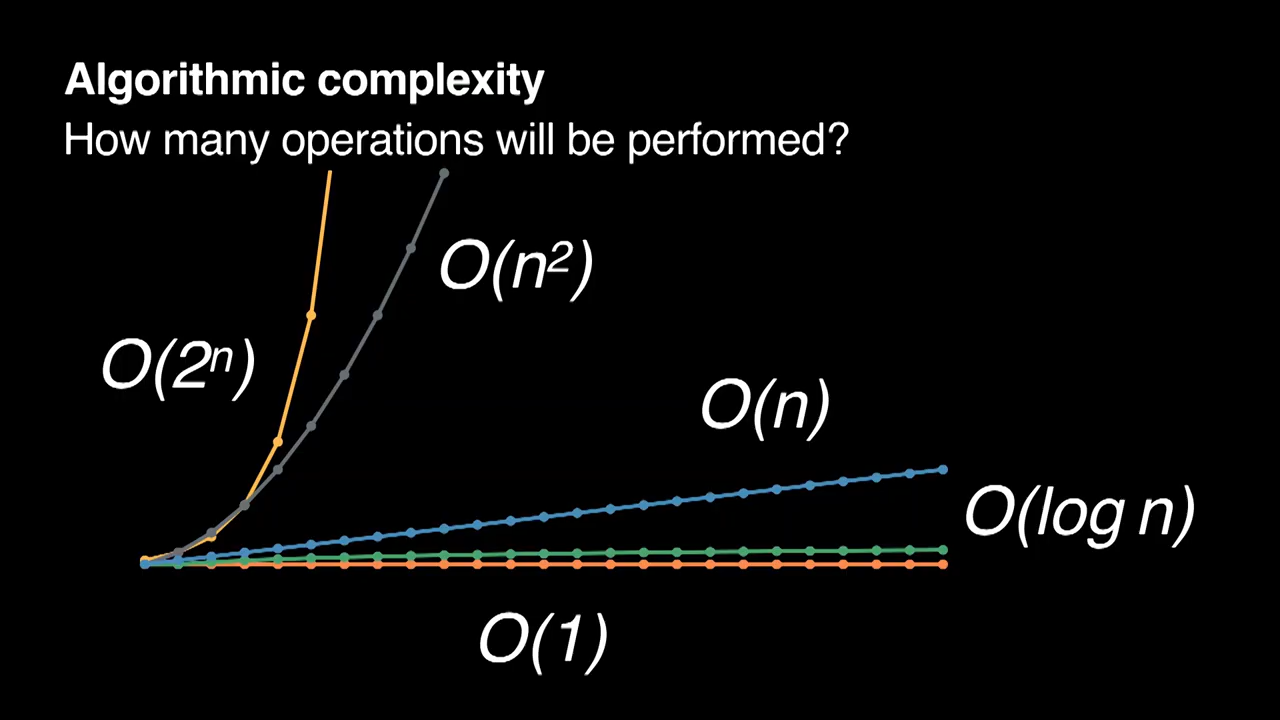 Algorithmic complexity
How many operations will be performed?
O(n²)
O(2ⁿ)
O(n)
O(log n)
O(1)